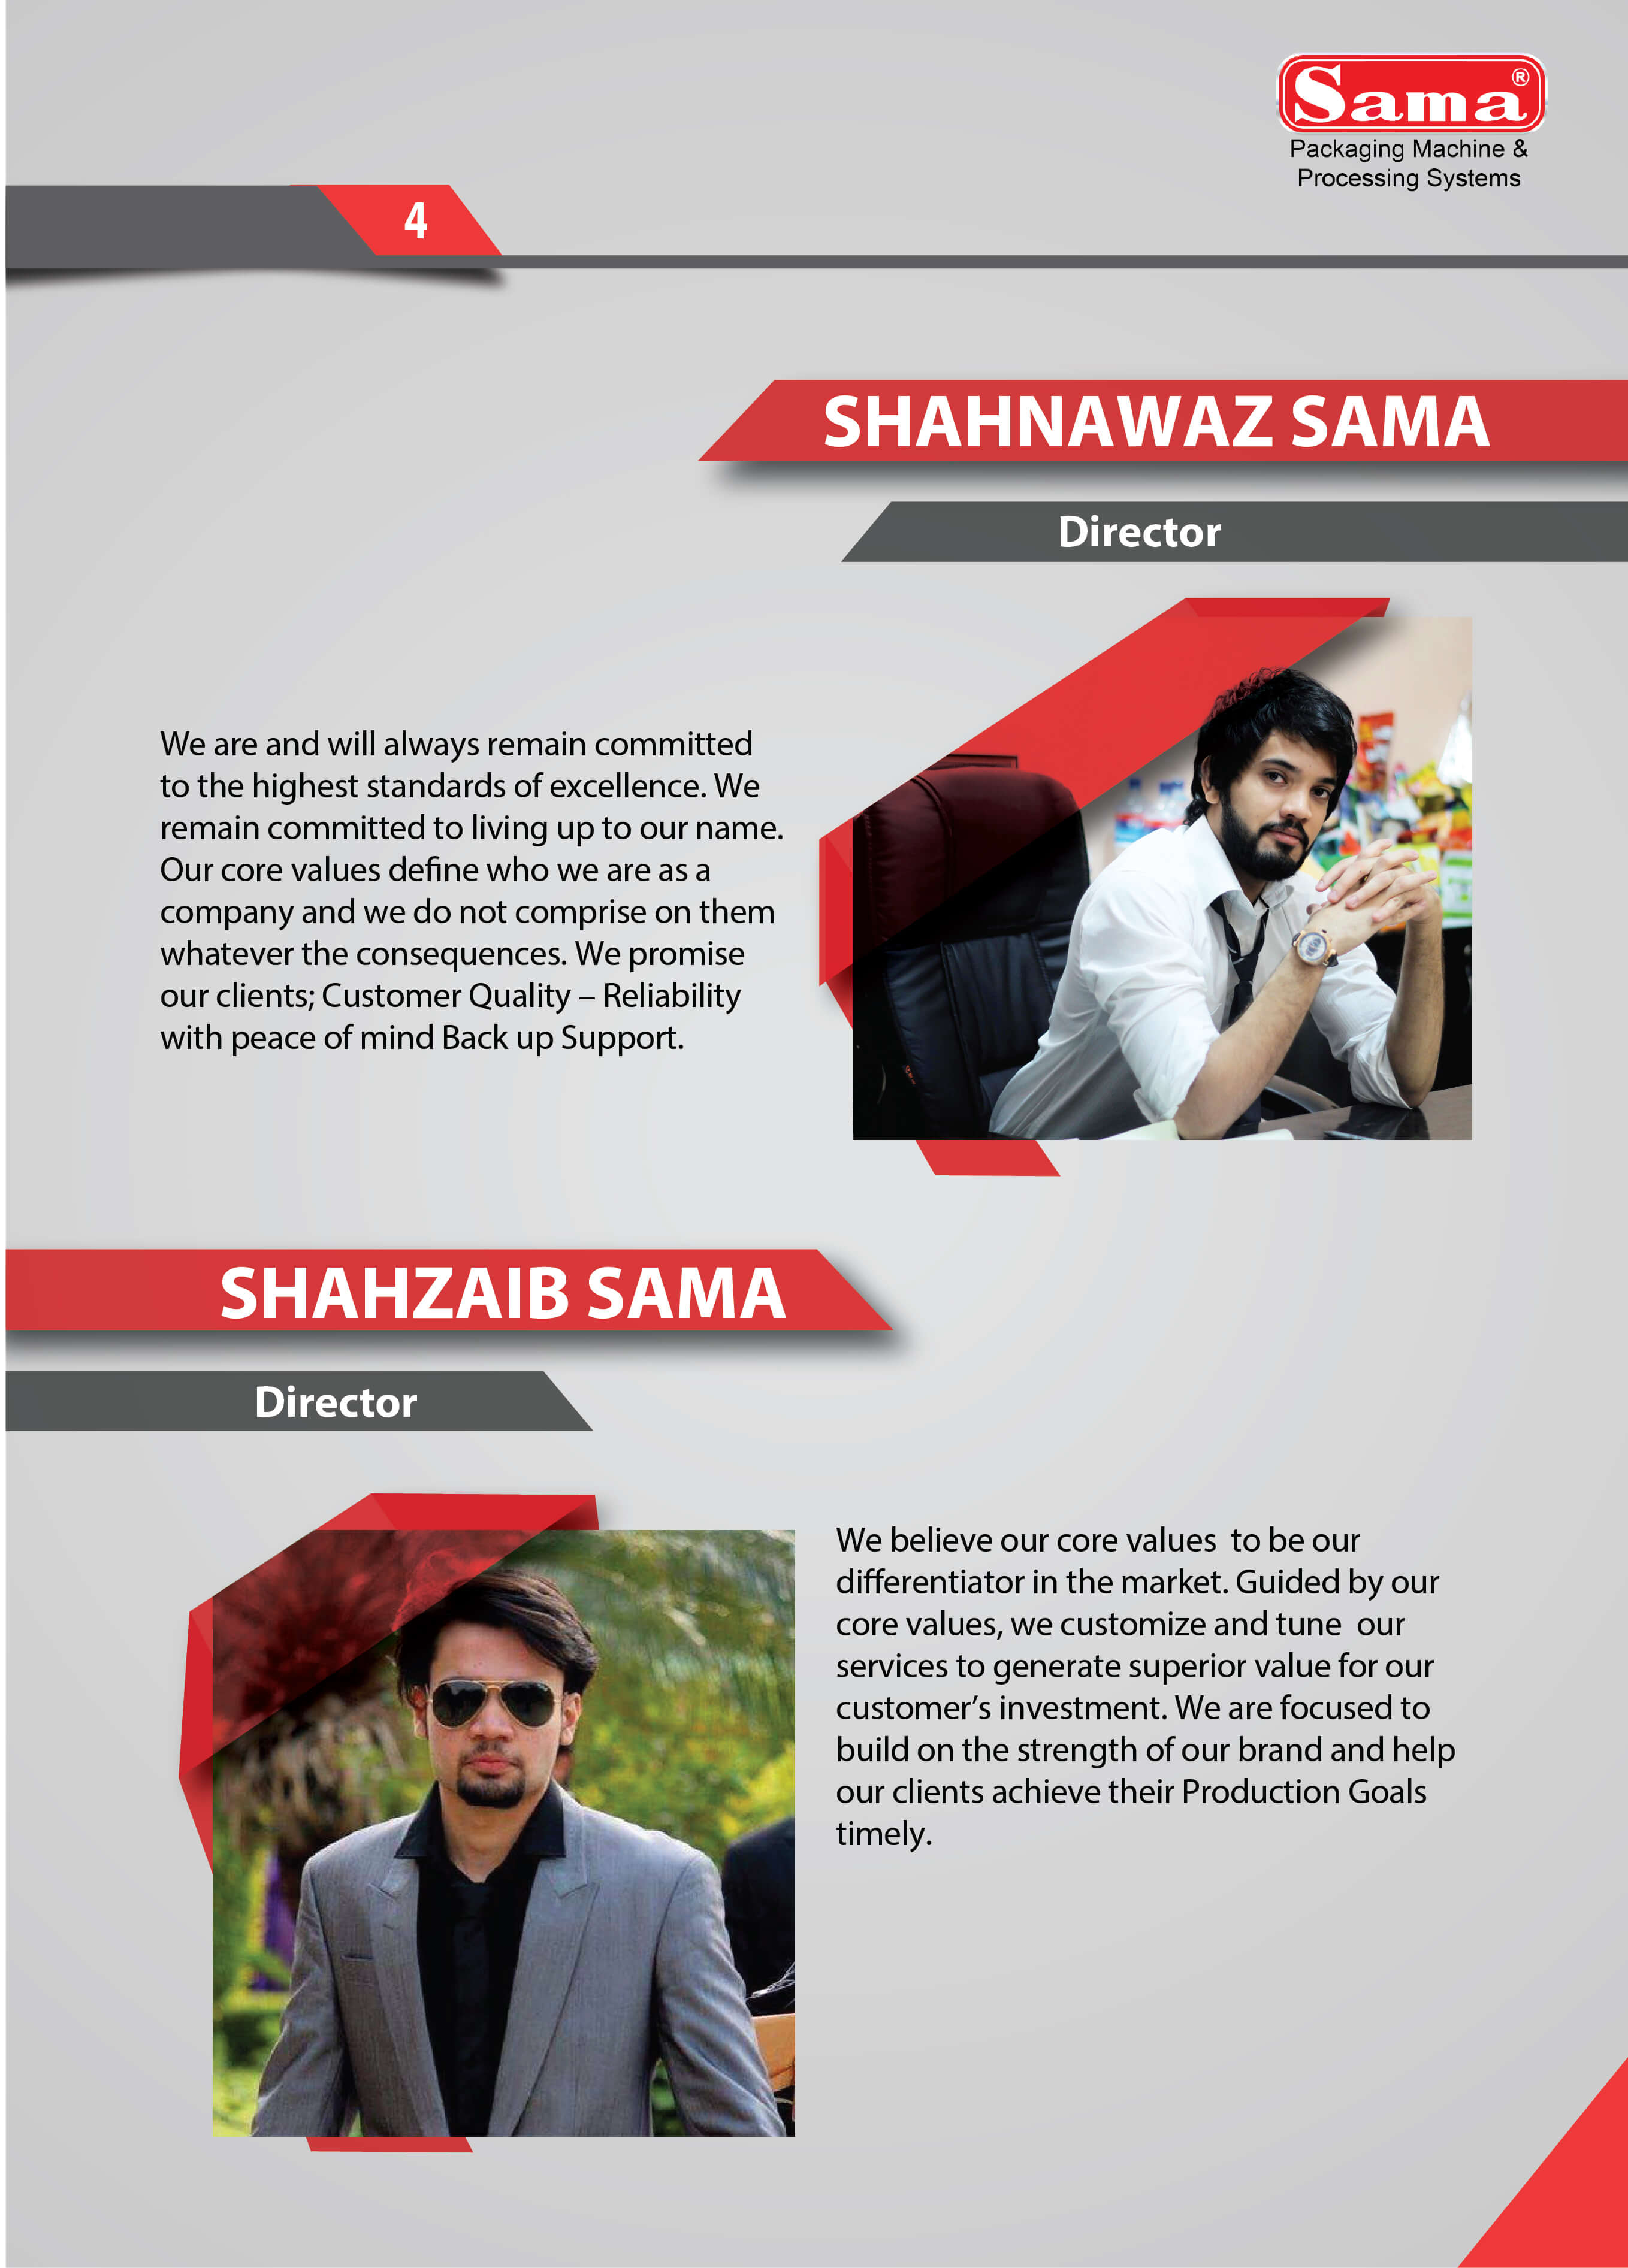 Sama®
Packaging Machine &
Processing Systems
4
SHAHNAWAZ SAMA
Director
We are and will always remain committed
to the highest standards of excellence. We
remain committed to living up to our name.
Our core values define who we are as a
company and we do not comprise on them
whatever the consequences. We promise
our clients; Customer Quality – Reliability
with peace of mind Back up Support.
SHAHZAIB SAMA
Director
We believe our core values  to be our
differentiator in the market. Guided by our
core values, we customize and tune  our
services to generate superior value for our
customer’s investment. We are focused to
build on the strength of our brand and help
our clients achieve their Production Goals
timely.